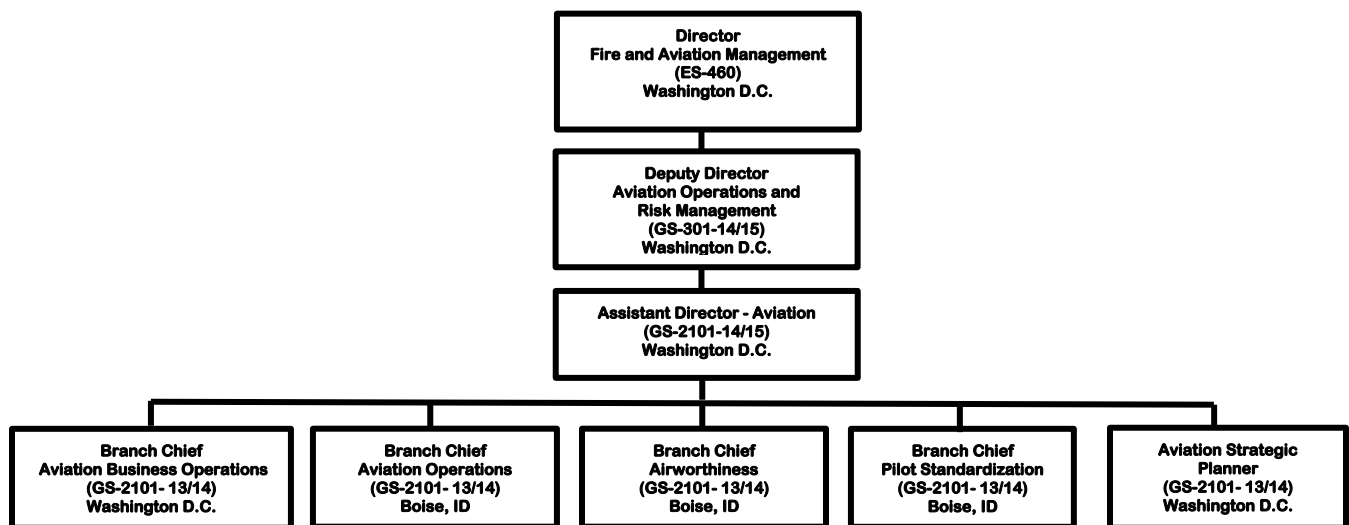 Director
Fire and Aviation Management
(ES-460)
Washington D.C.
Deputy Director
Aviation Operations and
Risk Management
(GS-301-14/15)
Washington D.C.
Assistant Director - Aviation
(GS-2101-14/15)
Washington D.C.
Branch Chief
Aviation Business Operations
(GS-2101- 13/14)
Washington D.C.
Branch Chief
Aviation Operations
(GS-2101- 13/14)
Boise, ID
Branch Chief
Airworthiness
(GS-2101- 13/14)
Boise, ID
Branch Chief
Pilot Standardization
(GS-2101- 13/14)
Boise, ID
Aviation Strategic
Planner
(GS-2101- 13/14)
Washington D.C.